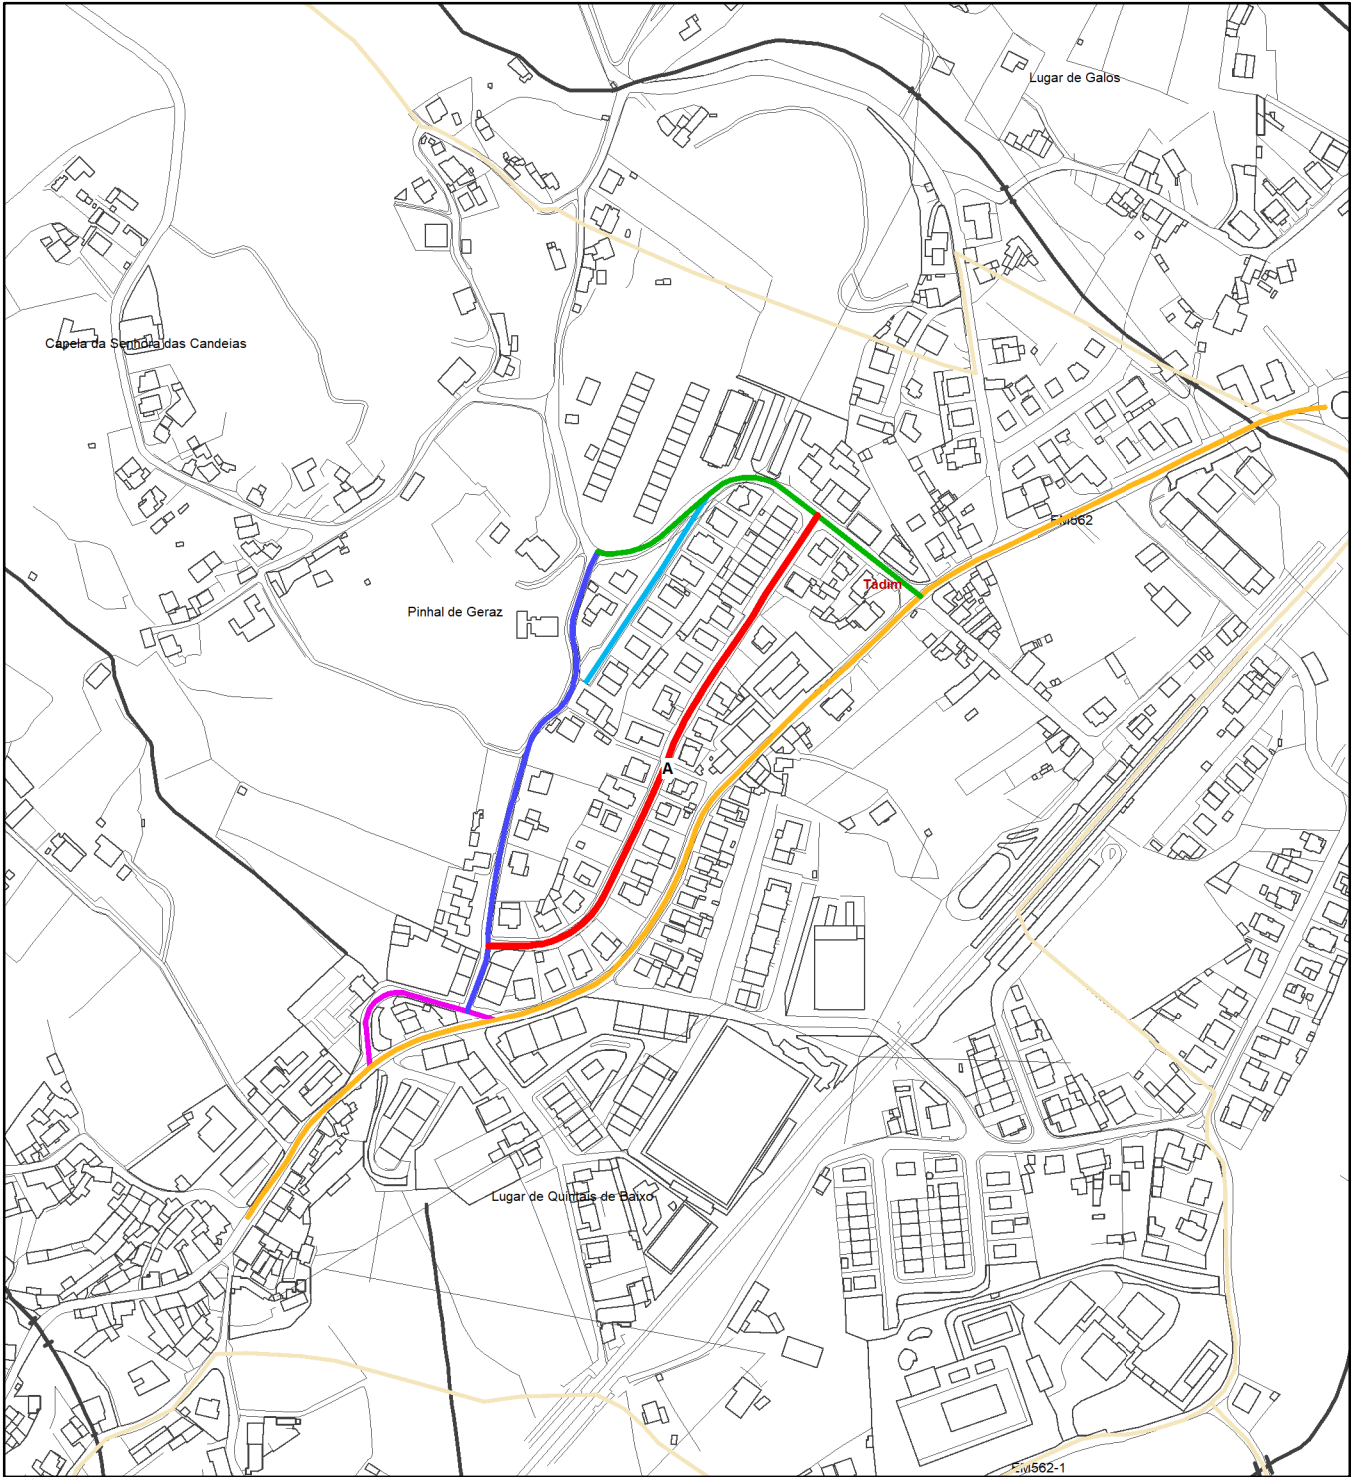 Lugar de Galos
Capela da Senhora das Candeias
EM562
Tadim
Pinhal de Geraz
A
Lugar de Quintais de Baixo
EM562-1